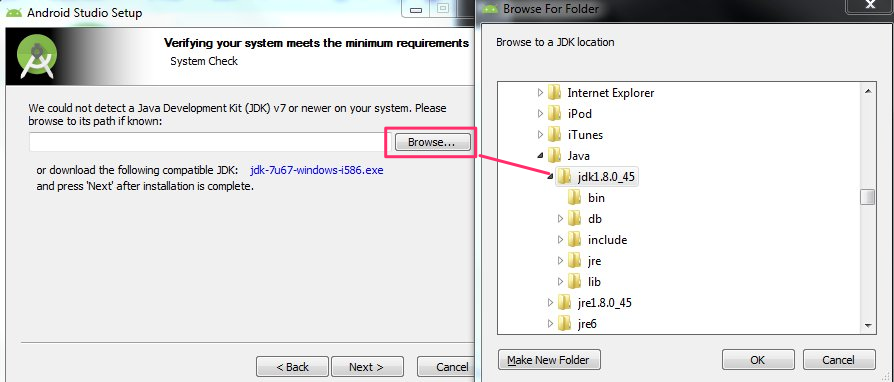 Android Studio Setup
Verifying your system meets the minimum requirements
System Check
We could not detect a Java Development Kit (JDK) v7 or newer on your system. Please
browse to its path if known:
Browse...
or download the following compatible JDK: jdk-7u67-windows-i586.exe
and press 'Next' after installation is complete.
< Back
Next >
Cancel
Browse For Folder
Browse to a JDK location
Internet Explorer
iPod
iTunes
Java
jdk1.8.0_45
bin
db
include
jre
lib
jre1.8.0_45
jre6
Make New Folder
OK
Cancel